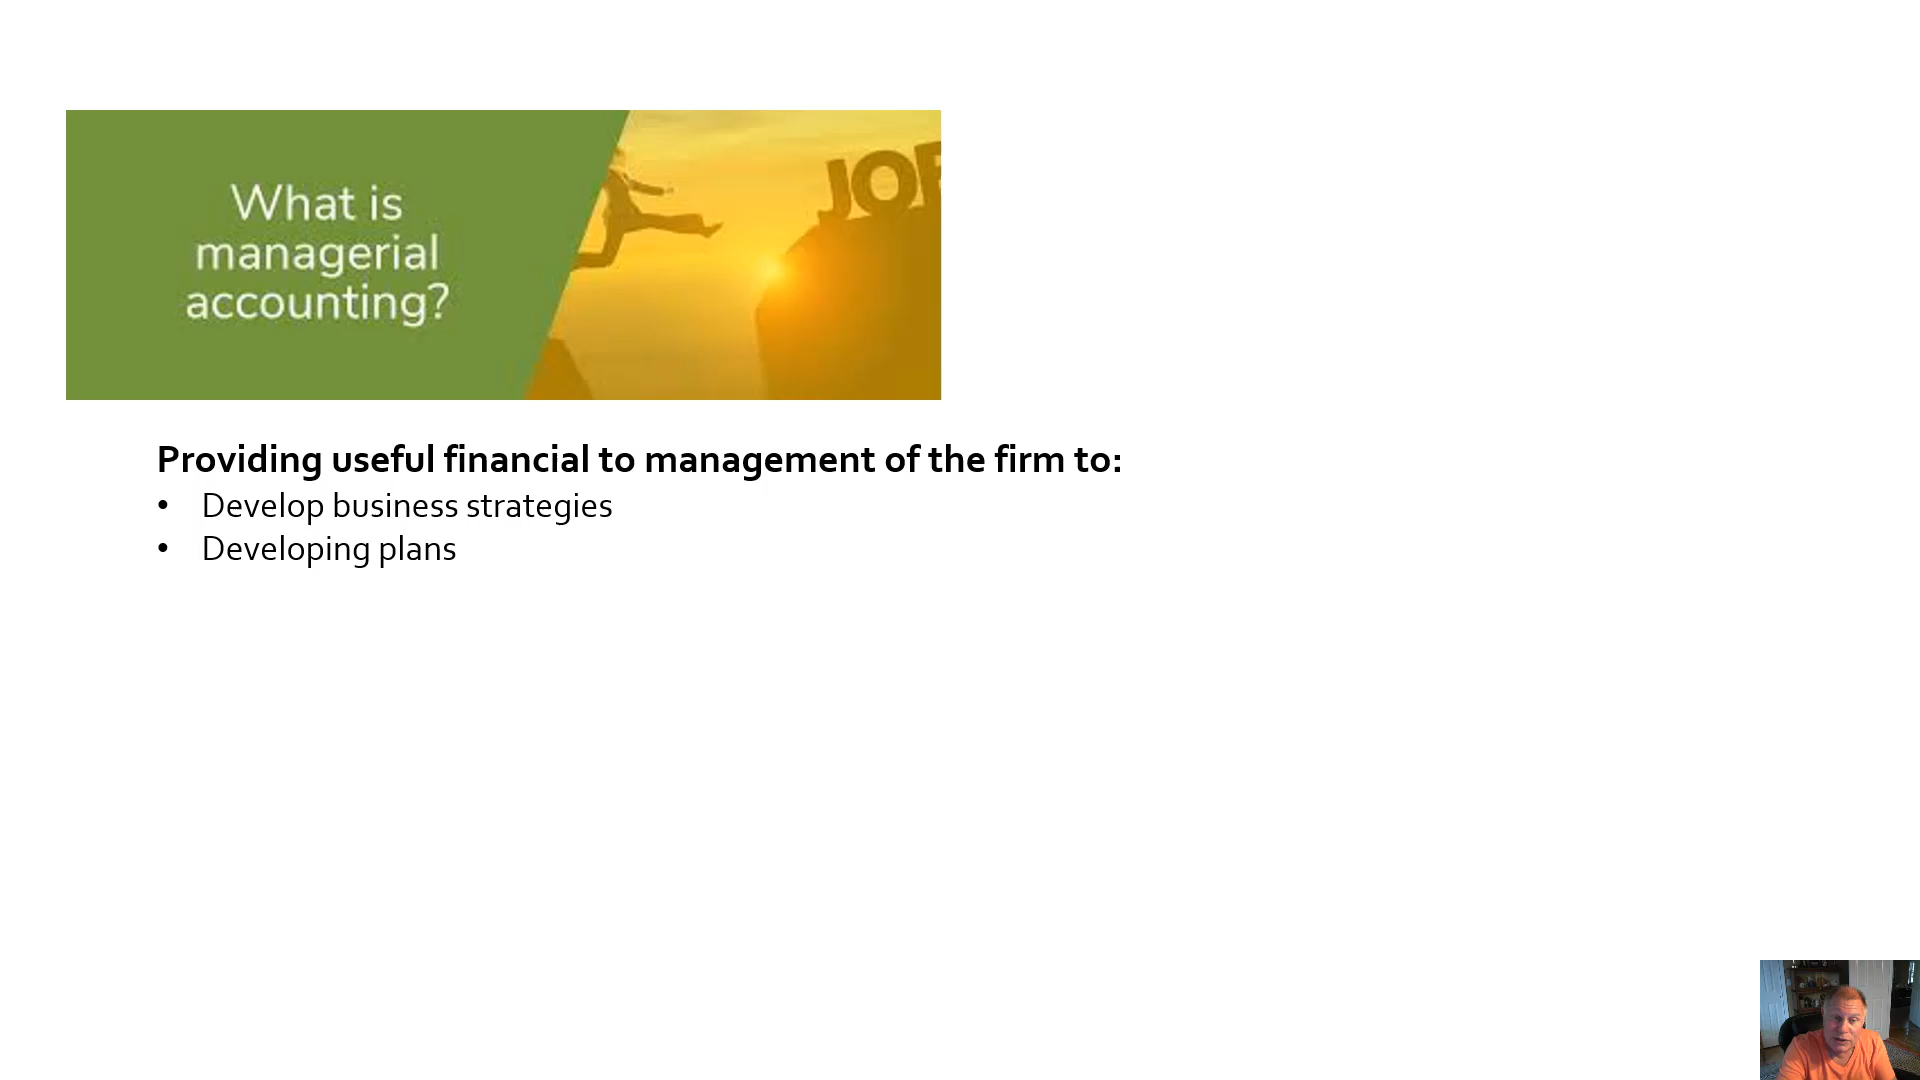 What is
managerial
accounting?
JOB
Providing useful financial to management of the firm to:
• Develop business strategies
• Developing plans